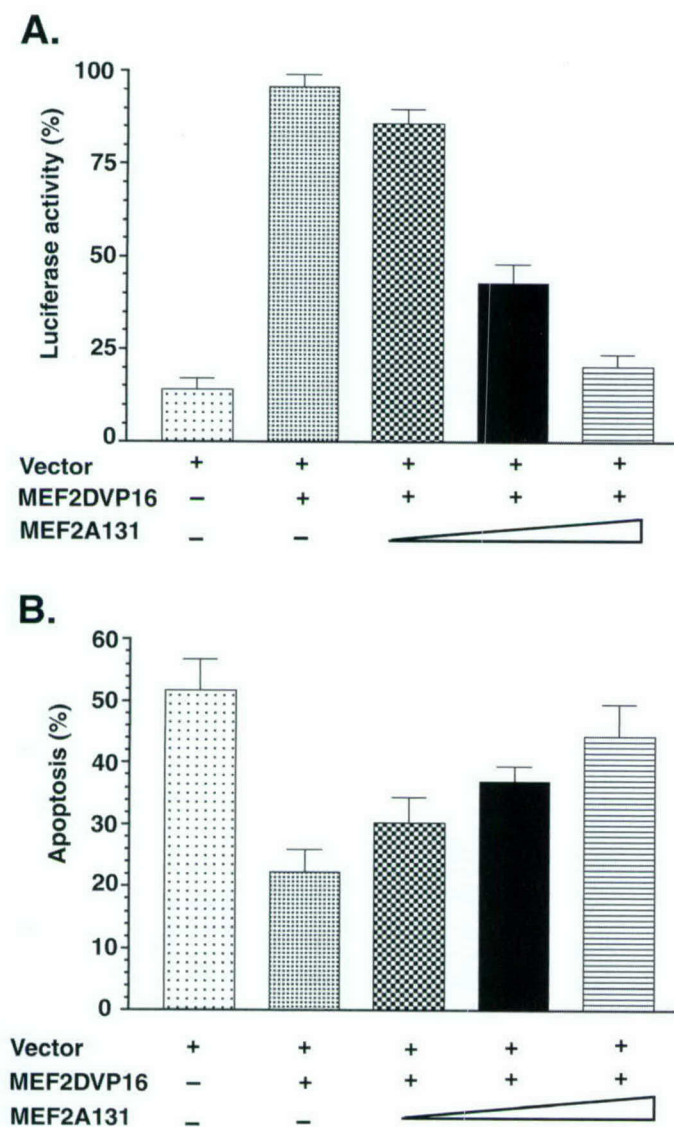 A.
Luciferase activity (%)
100
75
50
25
0
Vector + + + + +
MEF2DVP16 – + + + +
MEF2A131 – –
B.
Apoptosis (%)
60
50
40
30
20
10
0
Vector + + + + +
MEF2DVP16 – + + + +
MEF2A131 – –